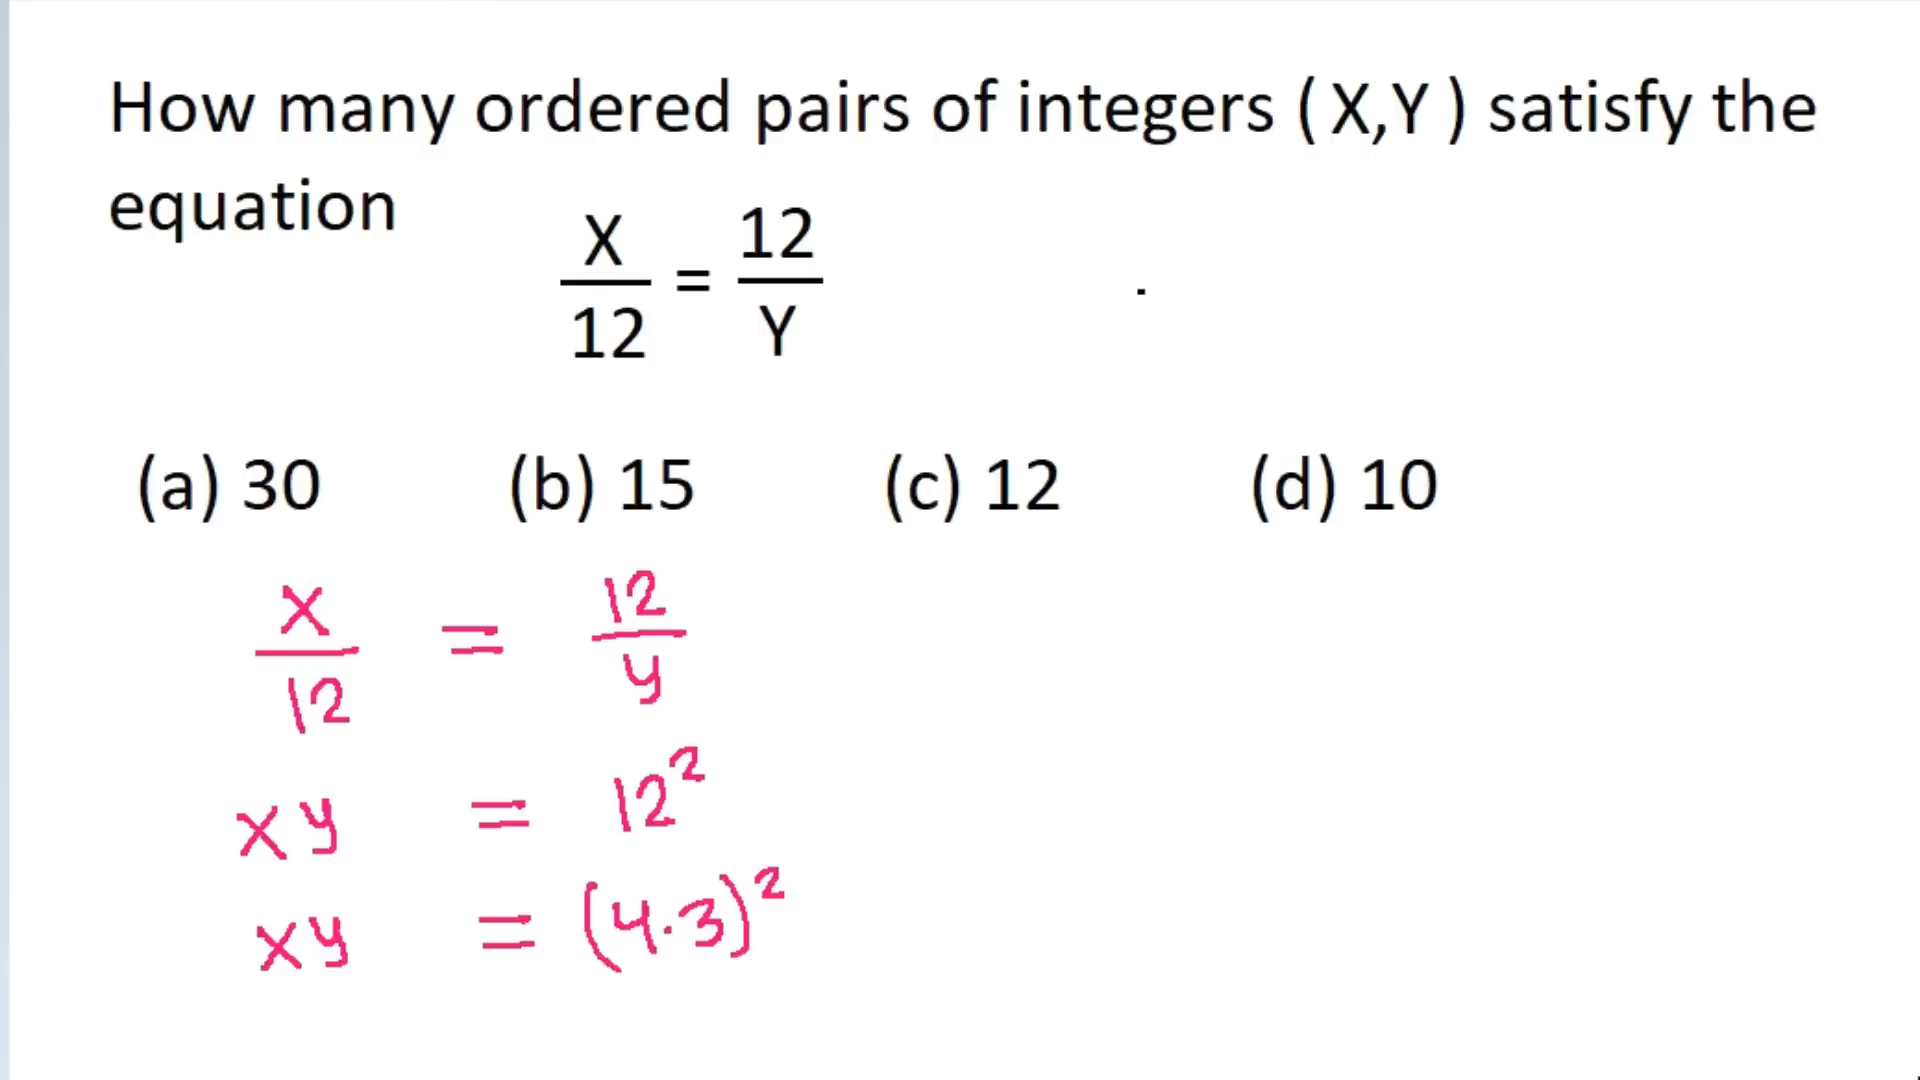 How many ordered pairs of integers ( X,Y ) satisfy the
equation
X/12 = 12/Y
(a) 30 (b) 15 (c) 12 (d) 10
x/12 = 12/y
xy = 12²
xy = (4·3)²